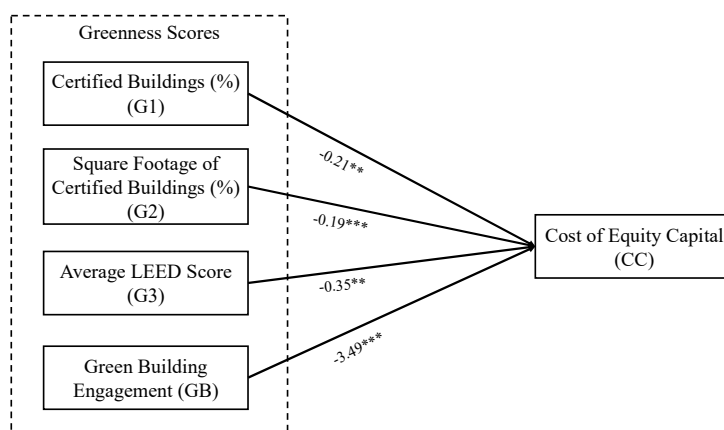 Greenness Scores
Certified Buildings (%)
(G1)
-0.21**
Square Footage of
Certified Buildings (%)
(G2)
-0.19***
Cost of Equity Capital
(CC)
Average LEED Score
(G3)
-0.35**
Green Building
Engagement (GB)
-3.49***